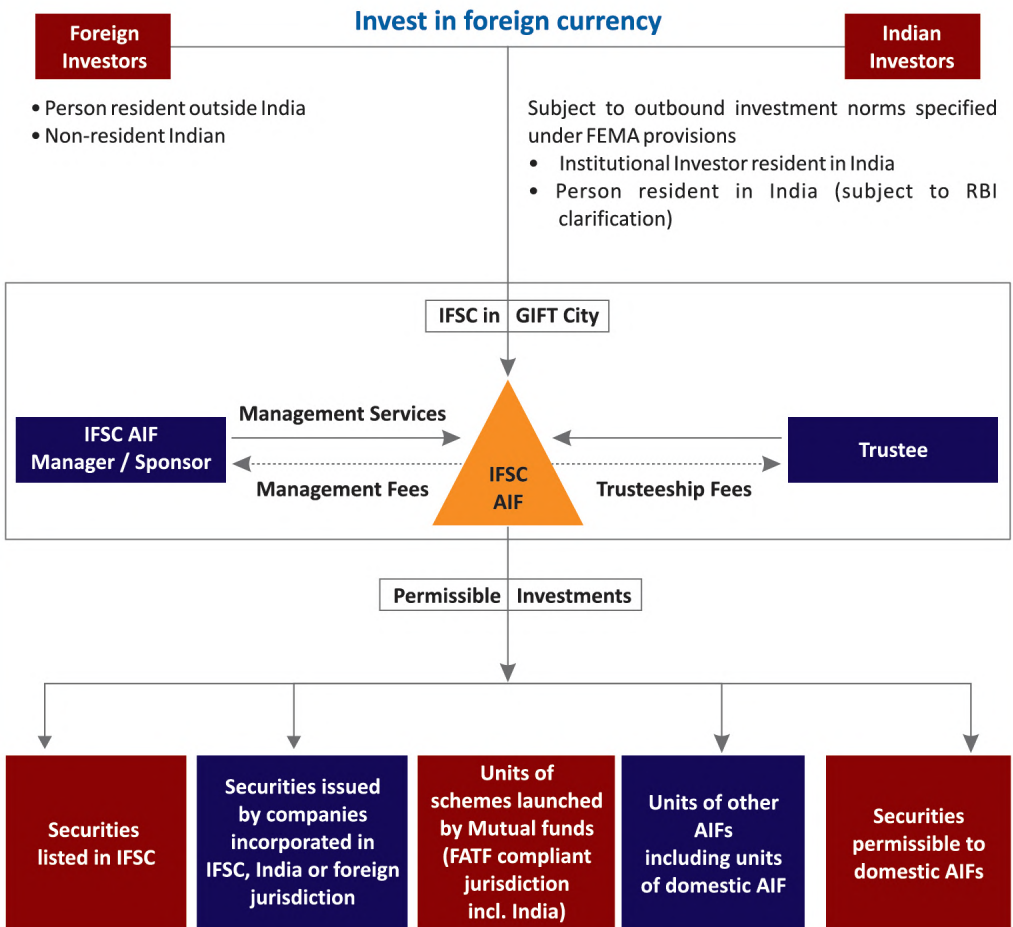 Invest in foreign currency
Foreign
Investors
Indian
Investors
• Person resident outside India
• Non-resident Indian
Subject to outbound investment norms specified
under FEMA provisions
• Institutional Investor resident in India
• Person resident in India (subject to RBI
clarification)
IFSC in GIFT City
IFSC AIF
Manager / Sponsor
Management Services
Management Fees
IFSC
AIF
Trusteeship Fees
Trustee
Permissible Investments
Securities
listed in IFSC
Securities issued
by companies
incorporated in
IFSC, India or foreign
jurisdiction
Units of
schemes launched
by Mutual funds
(FATF compliant
jurisdiction
incl. India)
Units of other
AIFs
including units
of domestic AIF
Securities
permissible to
domestic AIFs